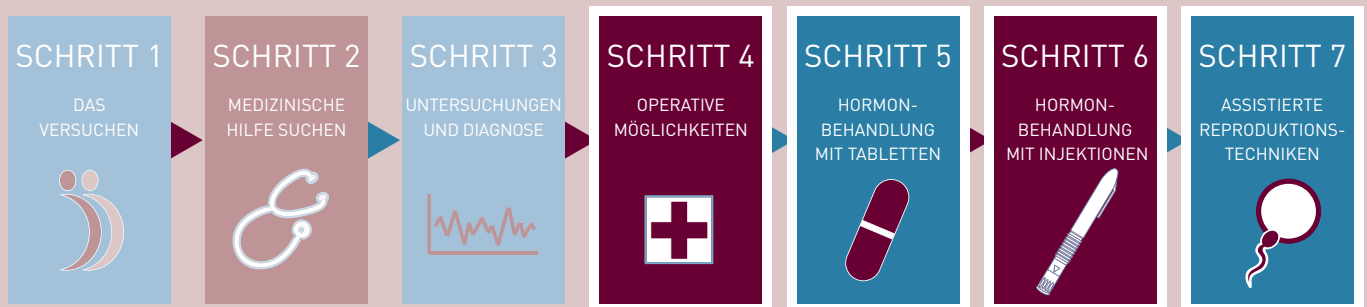 SCHRITT 1
DAS
VERSUCHEN
SCHRITT 2
MEDIZINISCHE
HILFE SUCHEN
SCHRITT 3
UNTERSUCHUNGEN
UND DIAGNOSE
SCHRITT 4
OPERATIVE
MÖGLICHKEITEN
SCHRITT 5
HORMON-
BEHANDLUNG
MIT TABLETTEN
SCHRITT 6
HORMON-
BEHANDLUNG
MIT INJEKTIONEN
SCHRITT 7
ASSISTIERTE
REPRODUKTIONS-
TECHNIKEN